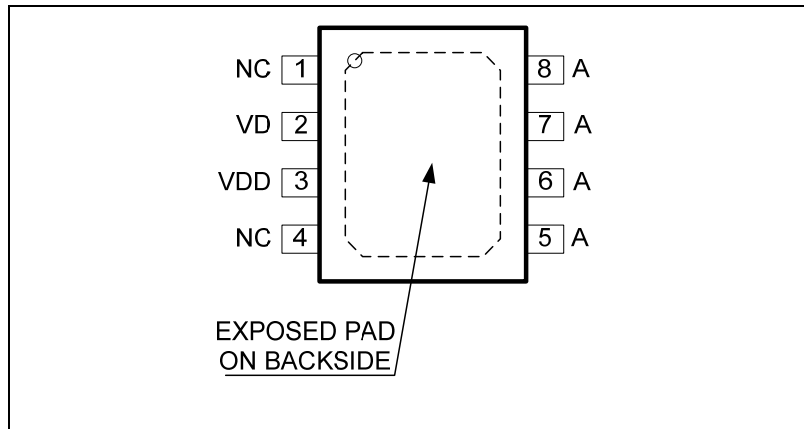 NC 1 8 A
VD 2 7 A
VDD 3 6 A
NC 4 5 A
EXPOSED PAD
ON BACKSIDE